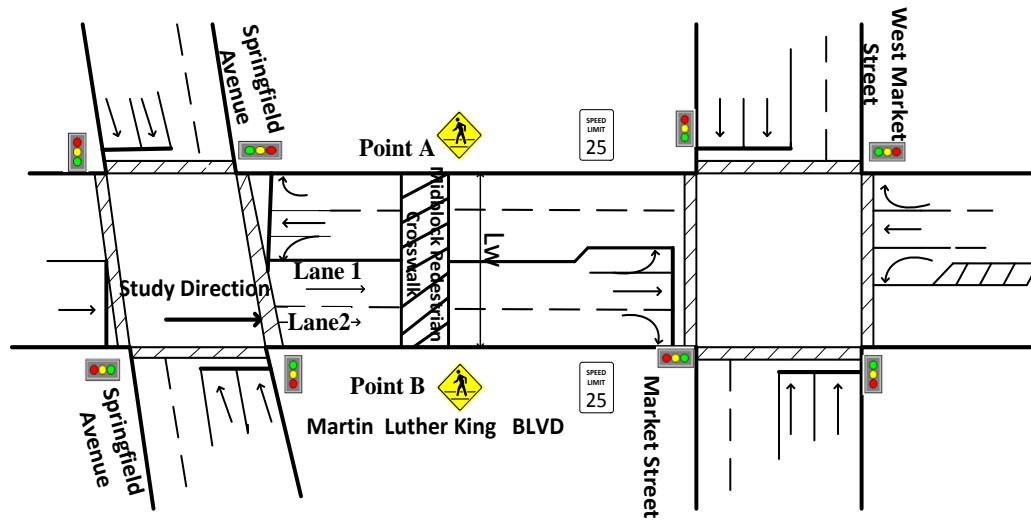 Springfield
Avenue
West Market
Street
Point A
SPEED
LIMIT
25
Midblock Pedestrian
Crosswalk
LW
Lane 1
Study Direction
Lane2
Point B
SPEED
LIMIT
25
Springfield
Avenue
Martin Luther King BLVD
Market Street